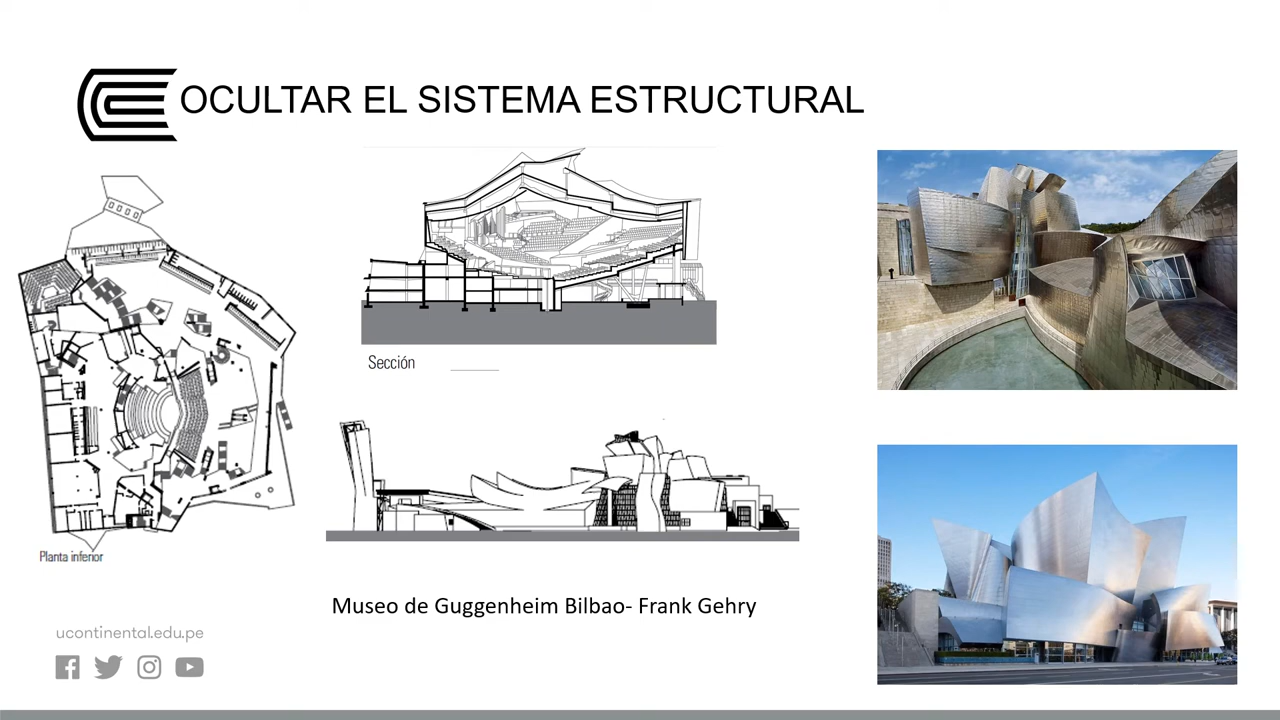 OCULTAR EL SISTEMA ESTRUCTURAL
Sección
Planta inferior
Museo de Guggenheim Bilbao- Frank Gehry
ucontinental.edu.pe